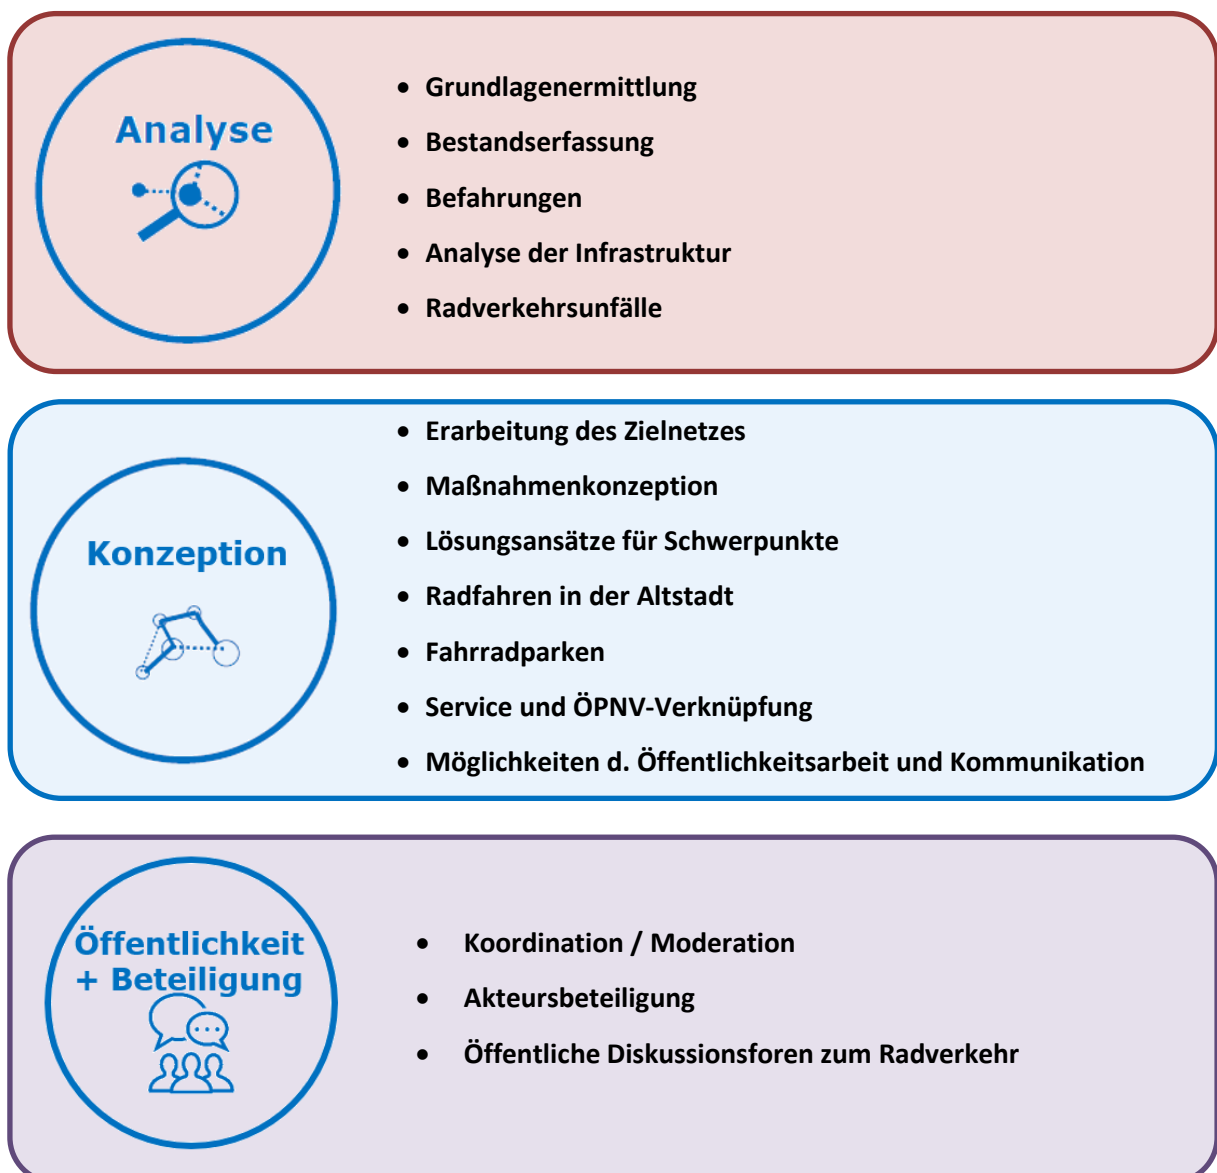 Analyse
• Grundlagenermittlung
• Bestandserfassung
• Befahrungen
• Analyse der Infrastruktur
• Radverkehrsunfälle
Konzeption
• Erarbeitung des Zielnetzes
• Maßnahmenkonzeption
• Lösungsansätze für Schwerpunkte
• Radfahren in der Altstadt
• Fahrradparken
• Service und ÖPNV-Verknüpfung
• Möglichkeiten d. Öffentlichkeitsarbeit und Kommunikation
Öffentlichkeit
+ Beteiligung
• Koordination / Moderation
• Akteursbeteiligung
• Öffentliche Diskussionsforen zum Radverkehr